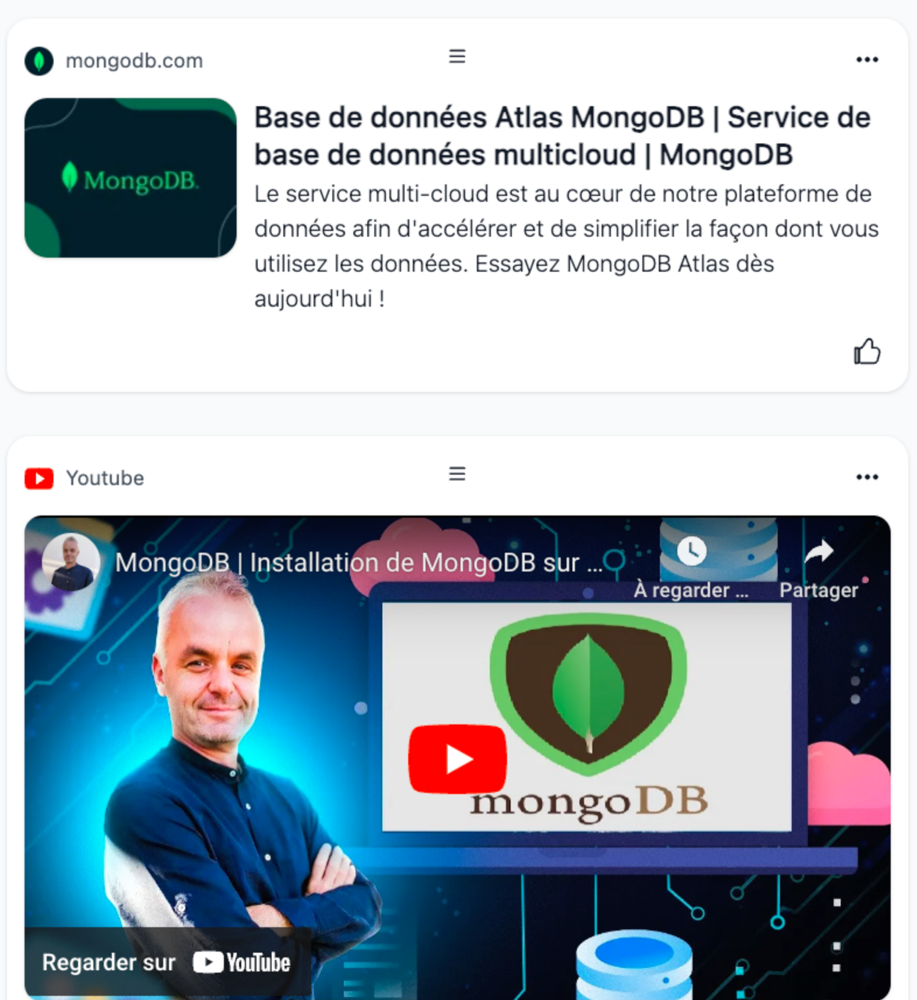 mongodb.com
MongoDB.
Base de données Atlas MongoDB | Service de
base de données multicloud | MongoDB
Le service multi-cloud est au cœur de notre plateforme de
données afin d'accélérer et de simplifier la façon dont vous
utilisez les données. Essayez MongoDB Atlas dès
aujourd'hui !
Youtube
MongoDB | Installation de MongoDB sur ...
À regarder ...
Partager
mongoDB
Regarder sur YouTube